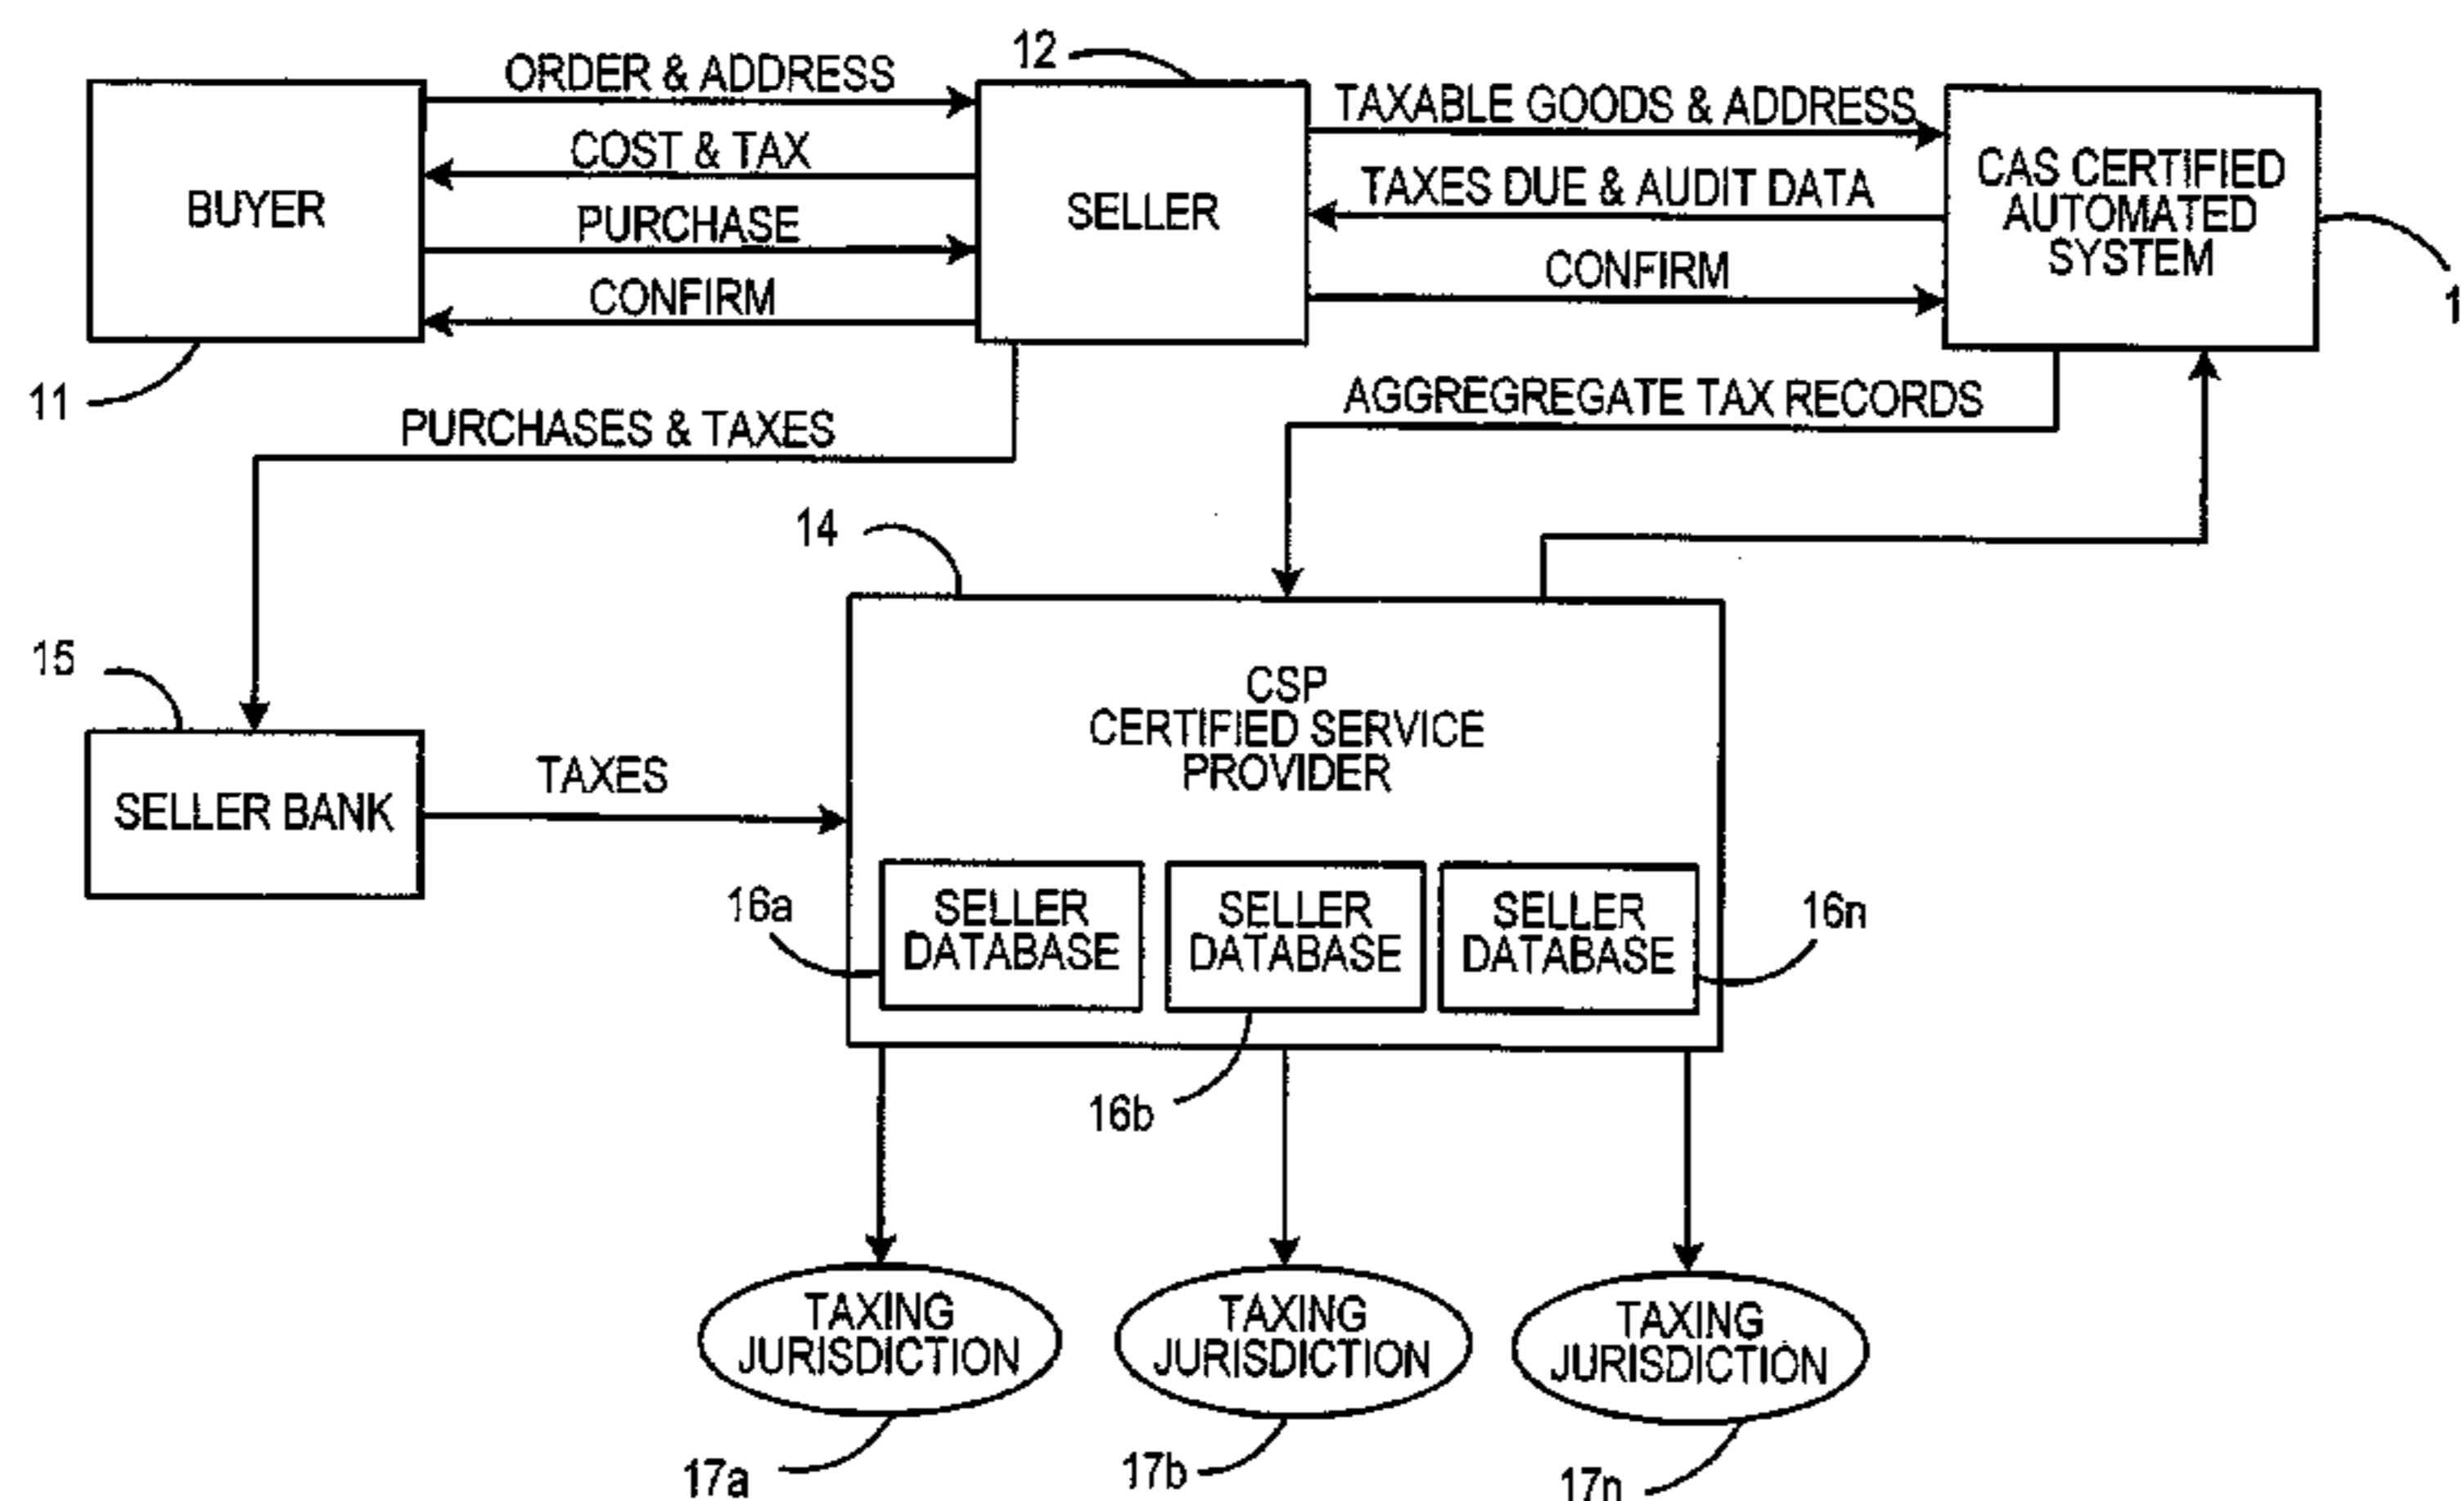 12
ORDER & ADDRESS
TAXABLE GOODS & ADDRESS
COST & TAX
TAXES DUE & AUDIT DATA
CAS CERTIFIED
AUTOMATED
SYSTEM
BUYER
SELLER
PURCHASE
CONFIRM
CONFIRM
1
11
PURCHASES & TAXES
AGGREGREGATE TAX RECORDS
14
15
CSP
CERTIFIED SERVICE
PROVIDER
TAXES
SELLER BANK
16a
SELLER
DATABASE
SELLER
DATABASE
SELLER
DATABASE
16n
16b
TAXING
JURISDICTION
TAXING
JURISDICTION
TAXING
JURISDICTION
17a
17b
17n